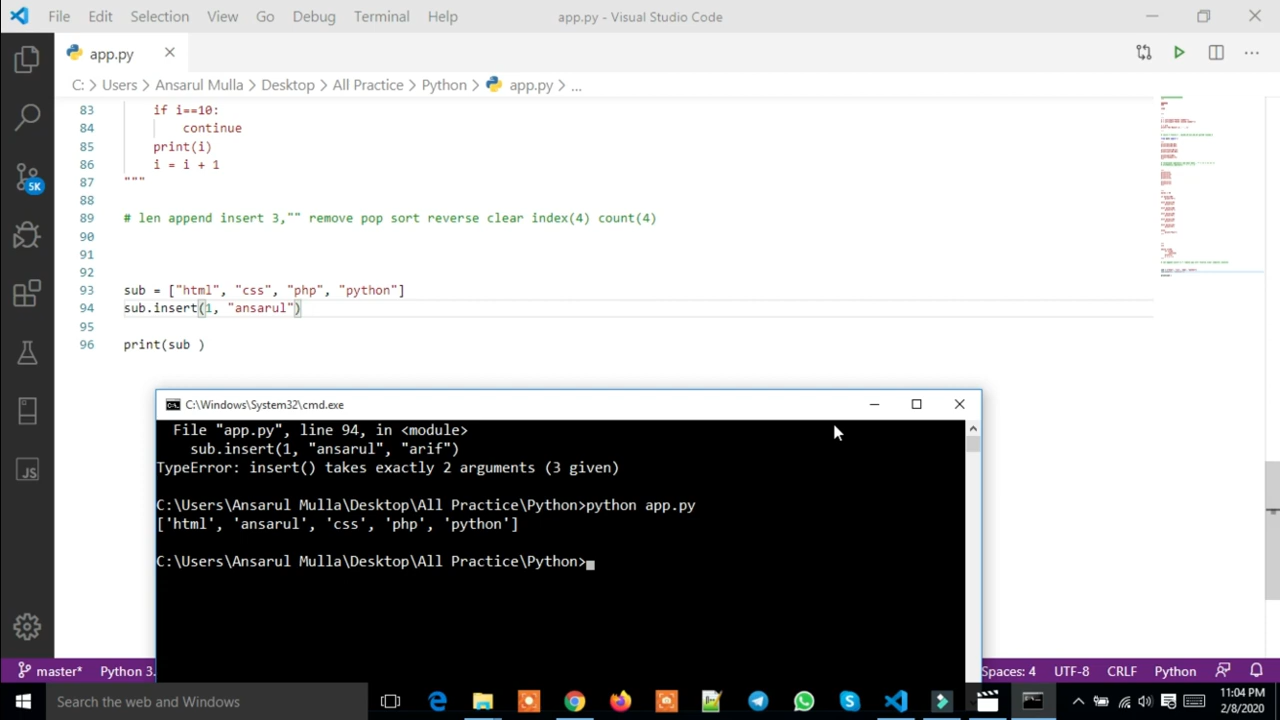 File Edit Selection View Go Debug Terminal Help app.py - Visual Studio Code
app.py
C: > Users > Ansarul Mulla > Desktop > All Practice > Python > app.py > ...
83 if i==10:
84 continue
85 print(i)
86 i = i + 1
87 """
88
89 # len append insert 3,"" remove pop sort reverse clear index(4) count(4)
90
91
92
93 sub = ["html", "css", "php", "python"]
94 sub.insert(1, "ansarul")
95
96 print(sub )
5K
JS
C:\Windows\System32\cmd.exe
File "app.py", line 94, in <module>
sub.insert(1, "ansarul", "arif")
TypeError: insert() takes exactly 2 arguments (3 given)
C:\Users\Ansarul Mulla\Desktop\All Practice\Python>python app.py
['html', 'ansarul', 'css', 'php', 'python']
C:\Users\Ansarul Mulla\Desktop\All Practice\Python>
master* Python 3. Spaces: 4 UTF-8 CRLF Python
Search the web and Windows
11:04 PM
2/8/2020